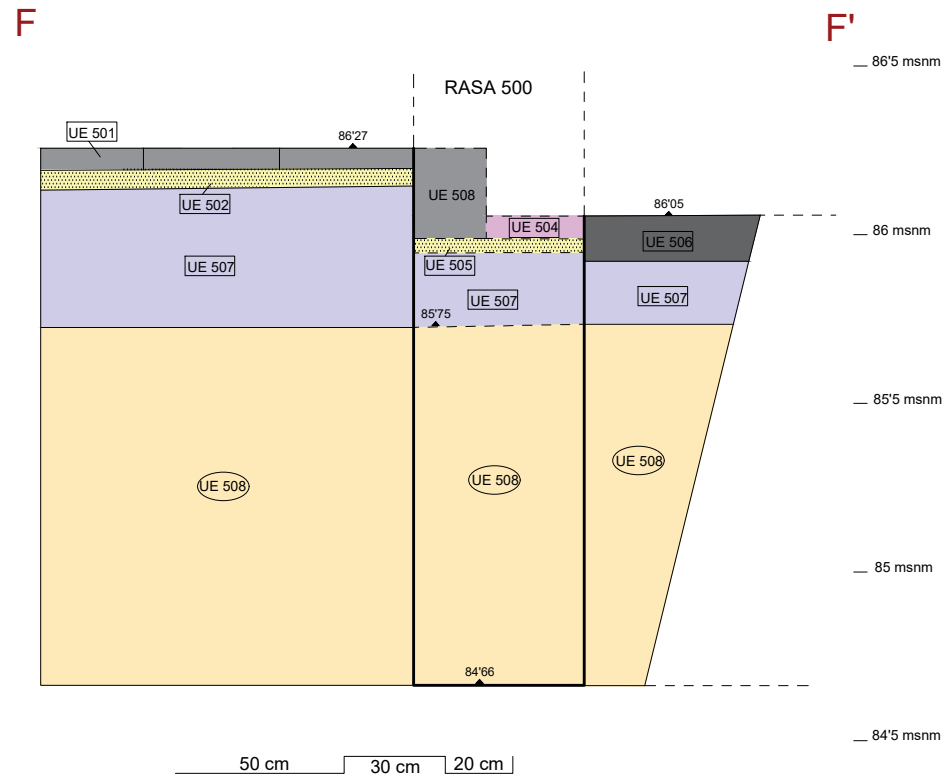 F
F'
86'5 msnm
RASA 500
UE 501
86'27
UE 508
UE 502
86'05
UE 504
86 msnm
UE 506
UE 505
UE 507
UE 507
UE 507
85'75
85'5 msnm
UE 508
UE 508
UE 508
85 msnm
84'66
84'5 msnm
50 cm
30 cm
20 cm